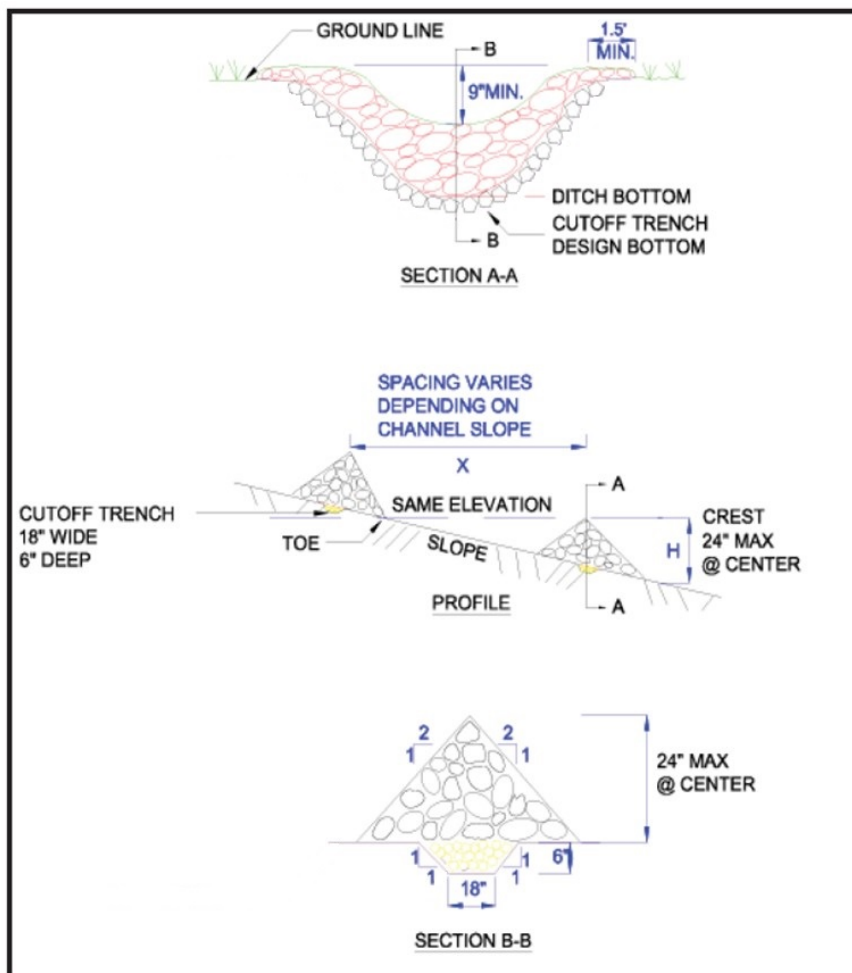 GROUND LINE
B
1.5'
MIN.
9"MIN.
DITCH BOTTOM
CUTOFF TRENCH
DESIGN BOTTOM
B
SECTION A-A
SPACING VARIES
DEPENDING ON
CHANNEL SLOPE
X
A
CUTOFF TRENCH
18" WIDE
6" DEEP
SAME ELEVATION
TOE
SLOPE
H
CREST
24" MAX
@ CENTER
PROFILE
A
2
1
2
1
24" MAX
@ CENTER
1
1
1
1
6"
18"
SECTION B-B